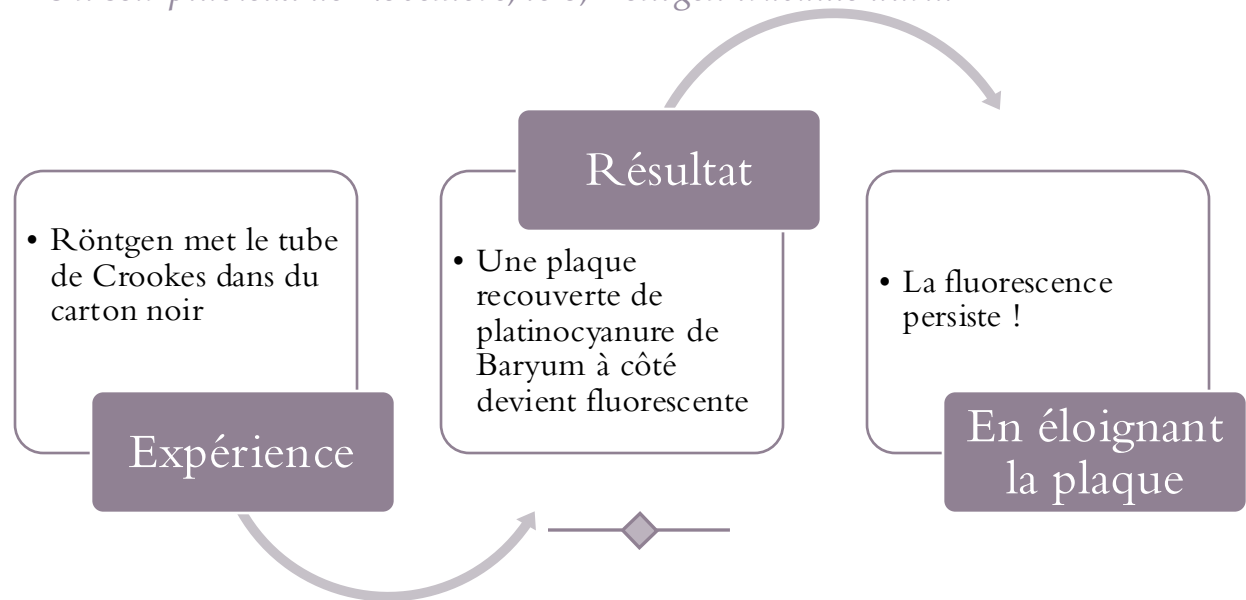 • Röntgen met le tube
de Crookes dans du
carton noir
Expérience
Résultat
• Une plaque
recouverte de
platinocyanure de
Baryum à côté
devient fluorescente
• La fluorescence
persiste !
En éloignant
la plaque